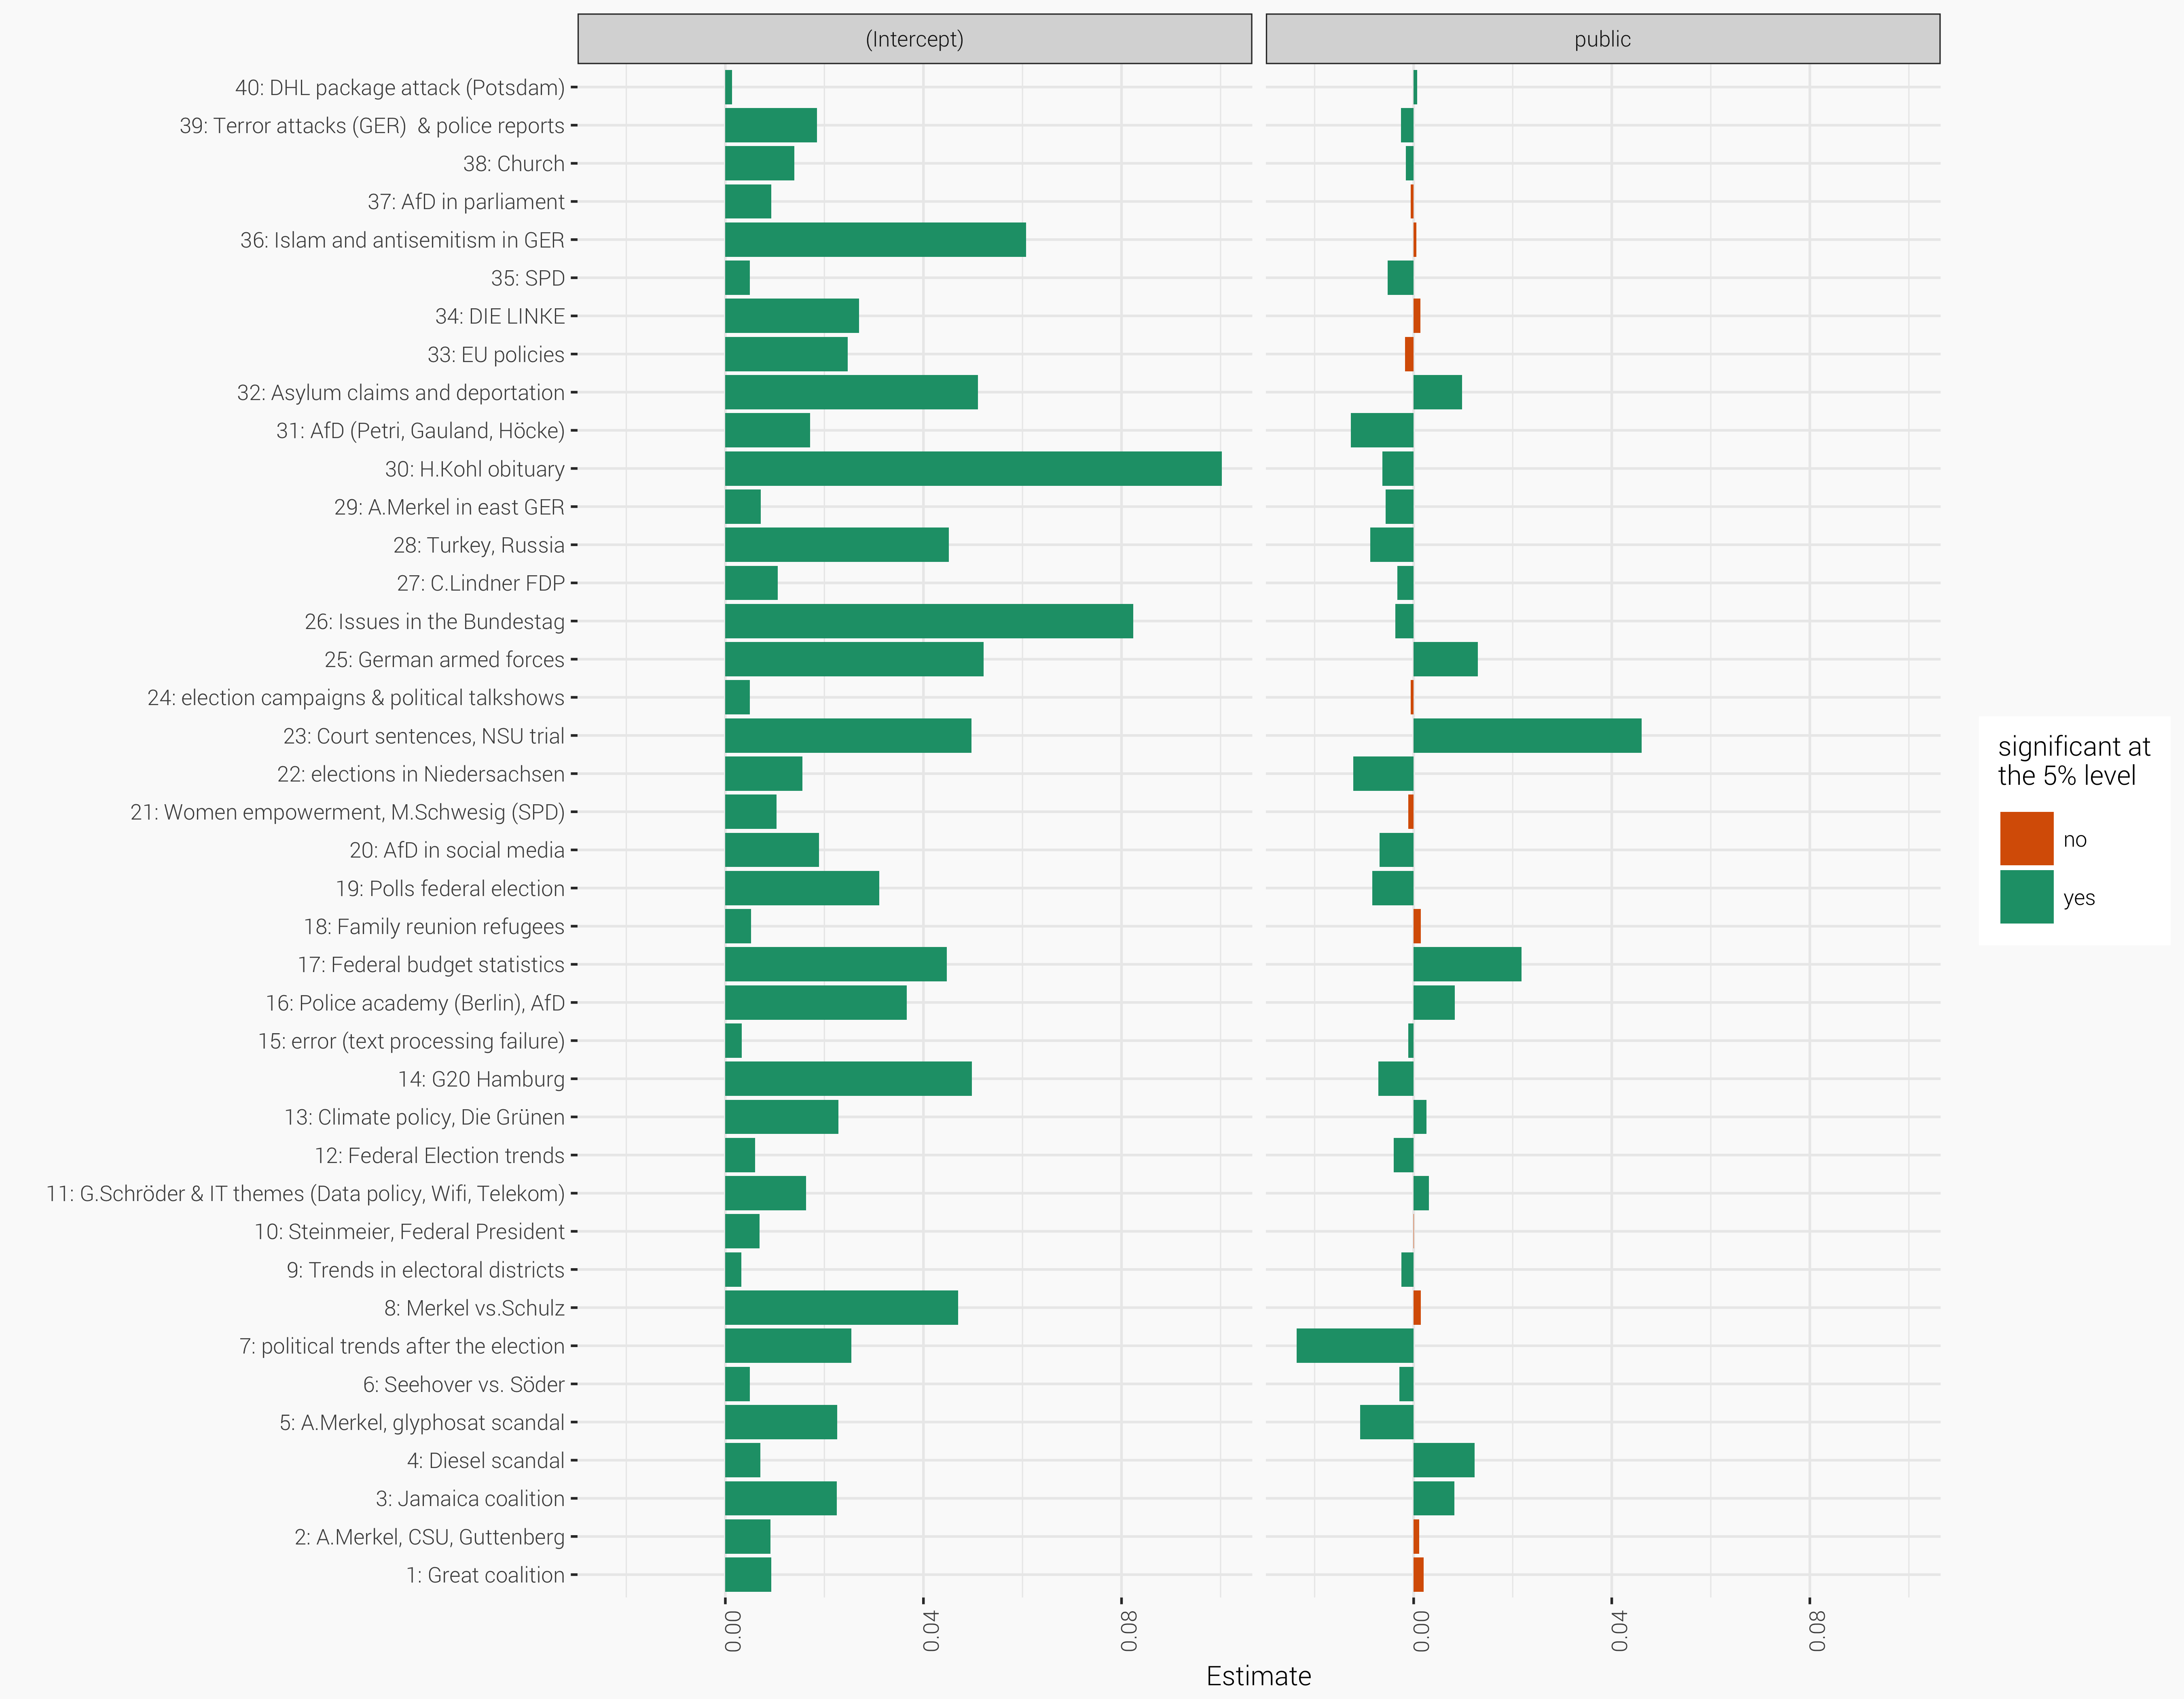 (Intercept)
public
40: DHL package attack (Potsdam)
39: Terror attacks (GER)  & police reports
38: Church
37: AfD in parliament
36: Islam and antisemitism in GER
35: SPD
34: DIE LINKE
33: EU policies
32: Asylum claims and deportation
31: AfD (Petri, Gauland, Höcke)
30: H.Kohl obituary
29: A.Merkel in east GER
28: Turkey, Russia
27: C.Lindner FDP
26: Issues in the Bundestag
25: German armed forces
24: election campaigns & political talkshows
23: Court sentences, NSU trial
22: elections in Niedersachsen
21: Women empowerment, M.Schwesig (SPD)
20: AfD in social media
19: Polls federal election
18: Family reunion refugees
17: Federal budget statistics
16: Police academy (Berlin), AfD
15: error (text processing failure)
14: G20 Hamburg
13: Climate policy, Die Grünen
12: Federal Election trends
11: G.Schröder & IT themes (Data policy, Wifi, Telekom)
10: Steinmeier, Federal President
9: Trends in electoral districts
8: Merkel vs.Schulz
7: political trends after the election
6: Seehover vs. Söder
5: A.Merkel, glyphosat scandal
4: Diesel scandal
3: Jamaica coalition
2: A.Merkel, CSU, Guttenberg
1: Great coalition
0.00
0.04
0.08
0.00
0.04
0.08
Estimate
significant at
the 5% level
no
yes